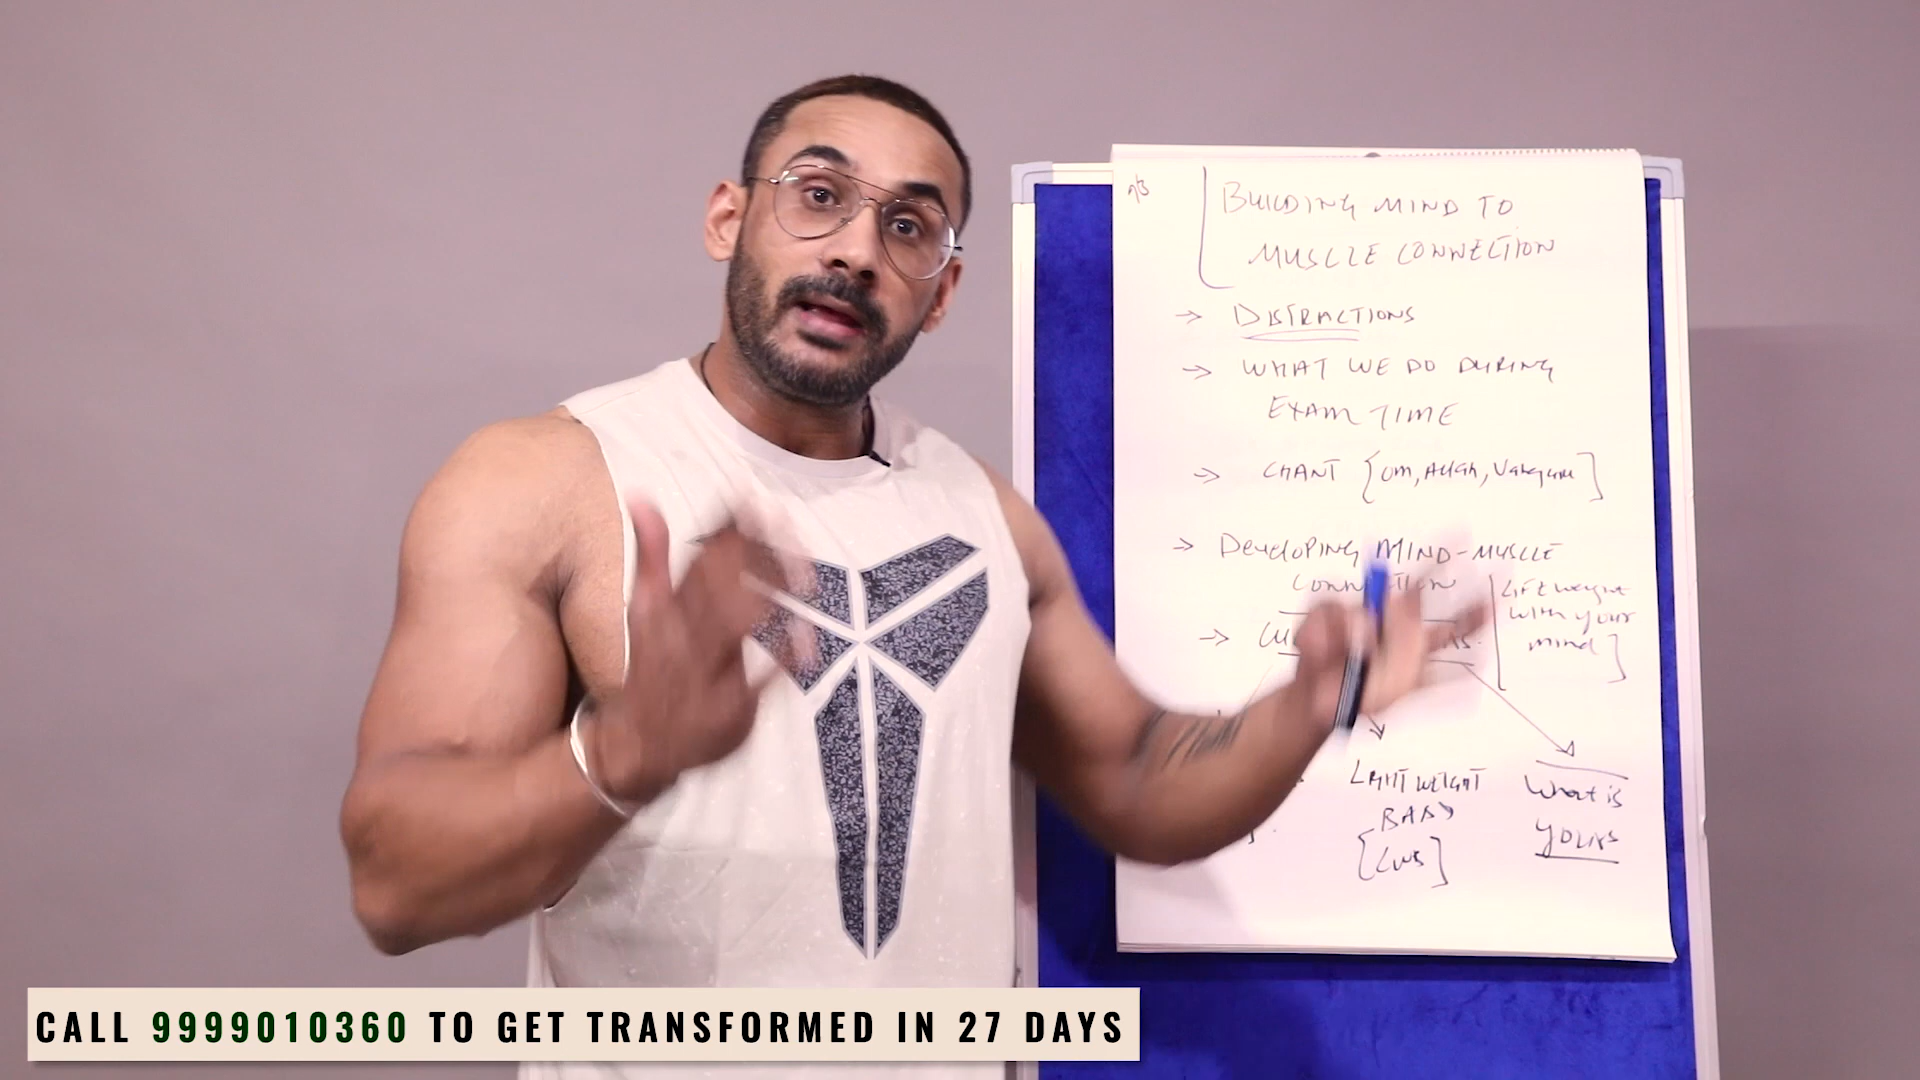 BUILDING MIND TO
MUSCLE CONNECTION
→ DISTRACTIONS
→ WHAT WE DO DURING
EXAM TIME
→ CHANT [Om, Allah, Waheguru]
→ Developing MIND-MUSCLE
CONNECTION
[Lift weight
with your
mind]
→
LIGHT WEIGHT
BABY
[LWB]
What is
YOURS
CALL 9999010360 TO GET TRANSFORMED IN 27 DAYS